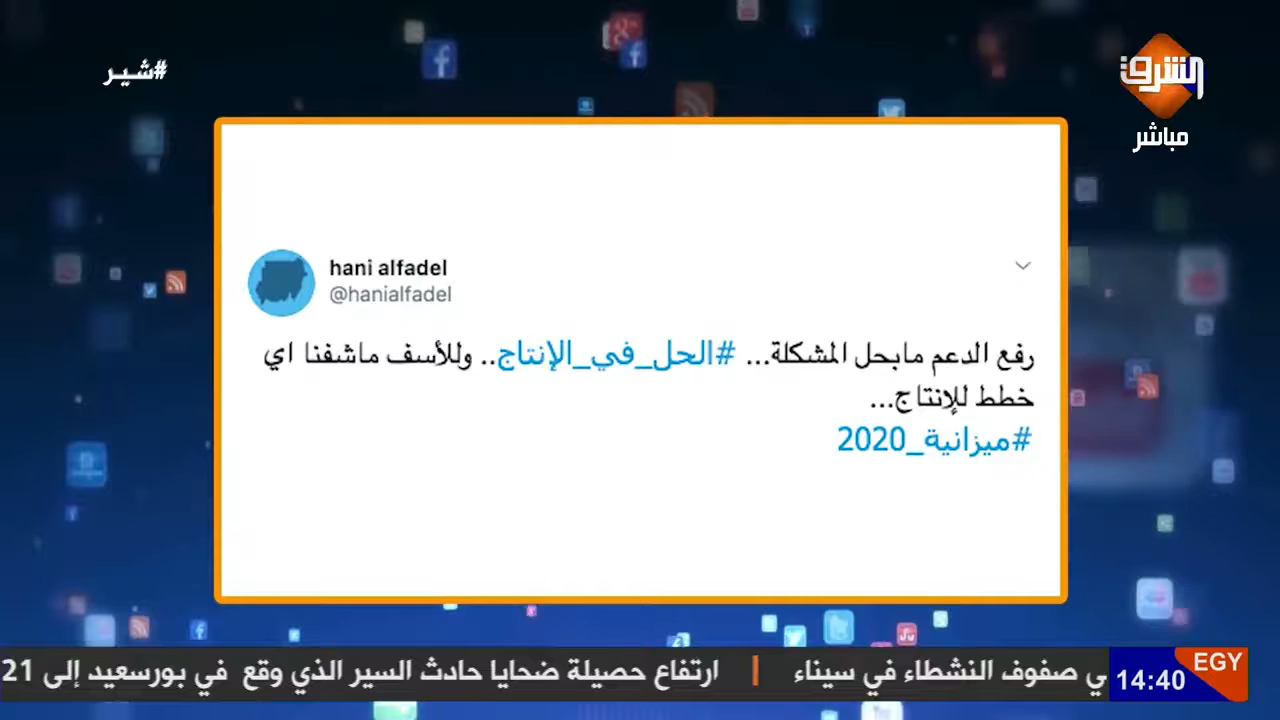 #شير
الشرق
مباشر
hani alfadel
@hanialfadel
رفع الدعم مابحل المشكلة... #الحل_في_الإنتاج.. وللأسف ماشفنا اي
خطط للإنتاج...
#ميزانية_2020
EGY
14:40
ي صفوف النشطاء في سيناء | ارتفاع حصيلة ضحايا حادث السير الذي وقع في بورسعيد إلى 21